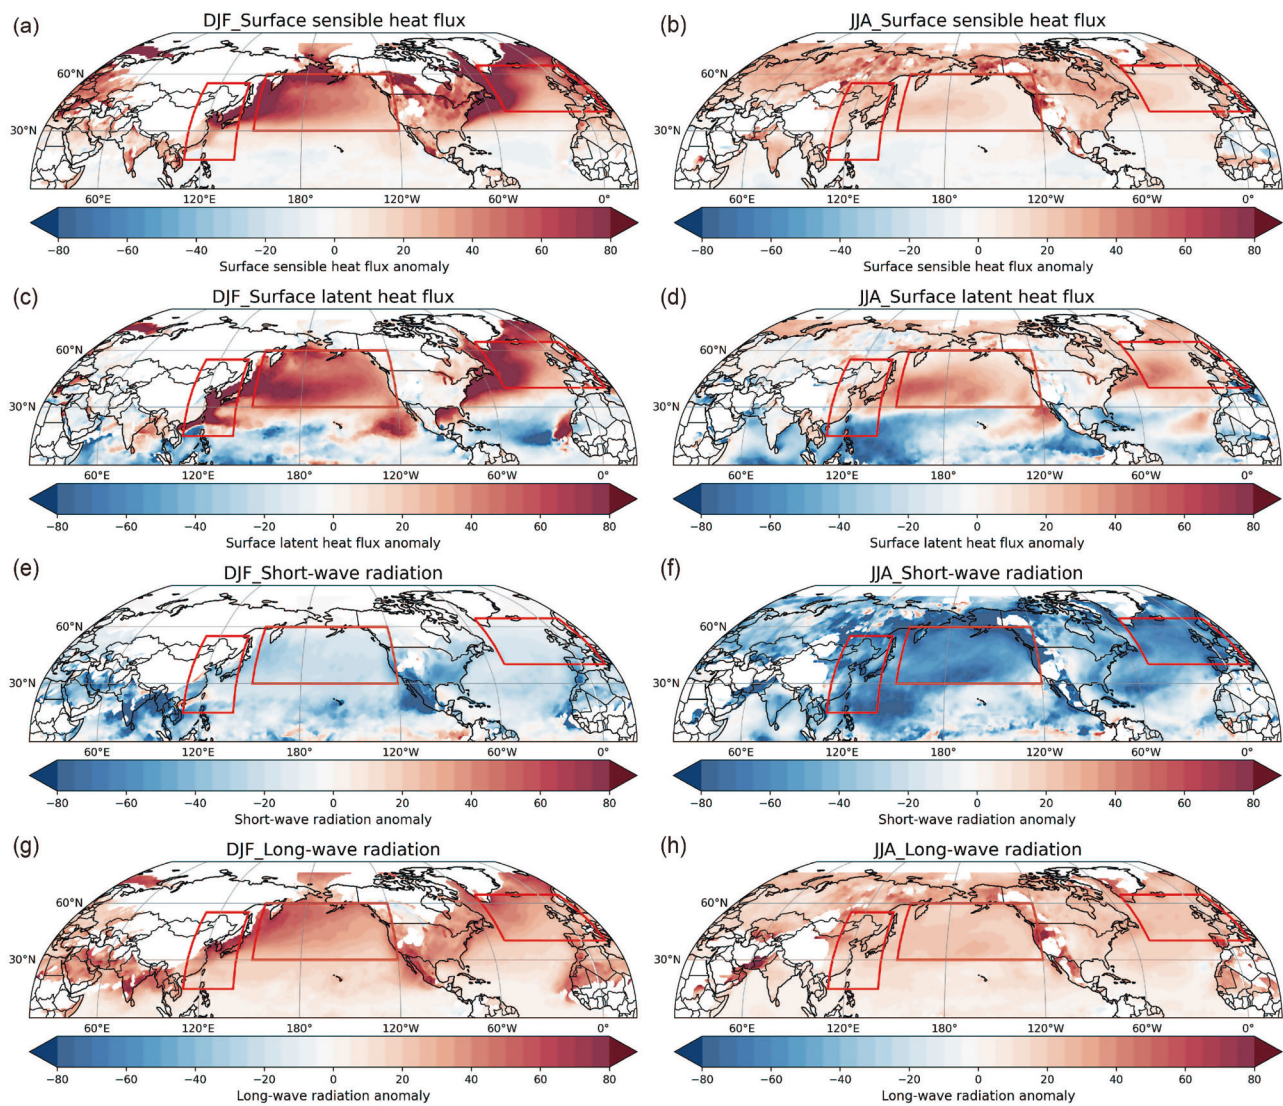 (a)
DJF_Surface sensible heat flux
60°N
30°N
60°E 120°E 180° 120°W 60°W 0°
−80 −60 −40 −20 0 20 40 60 80
Surface sensible heat flux anomaly
(b)
JJA_Surface sensible heat flux
60°N
30°N
60°E 120°E 180° 120°W 60°W 0°
−80 −60 −40 −20 0 20 40 60 80
Surface sensible heat flux anomaly
(c)
DJF_Surface latent heat flux
60°N
30°N
60°E 120°E 180° 120°W 60°W 0°
−80 −60 −40 −20 0 20 40 60 80
Surface latent heat flux anomaly
(d)
JJA_Surface latent heat flux
60°N
30°N
60°E 120°E 180° 120°W 60°W 0°
−80 −60 −40 −20 0 20 40 60 80
Surface latent heat flux anomaly
(e)
DJF_Short-wave radiation
60°N
30°N
60°E 120°E 180° 120°W 60°W 0°
−80 −60 −40 −20 0 20 40 60 80
Short-wave radiation anomaly
(f)
JJA_Short-wave radiation
60°N
30°N
60°E 120°E 180° 120°W 60°W 0°
−80 −60 −40 −20 0 20 40 60 80
Short-wave radiation anomaly
(g)
DJF_Long-wave radiation
60°N
30°N
60°E 120°E 180° 120°W 60°W 0°
−80 −60 −40 −20 0 20 40 60 80
Long-wave radiation anomaly
(h)
JJA_Long-wave radiation
60°N
30°N
60°E 120°E 180° 120°W 60°W 0°
−80 −60 −40 −20 0 20 40 60 80
Long-wave radiation anomaly